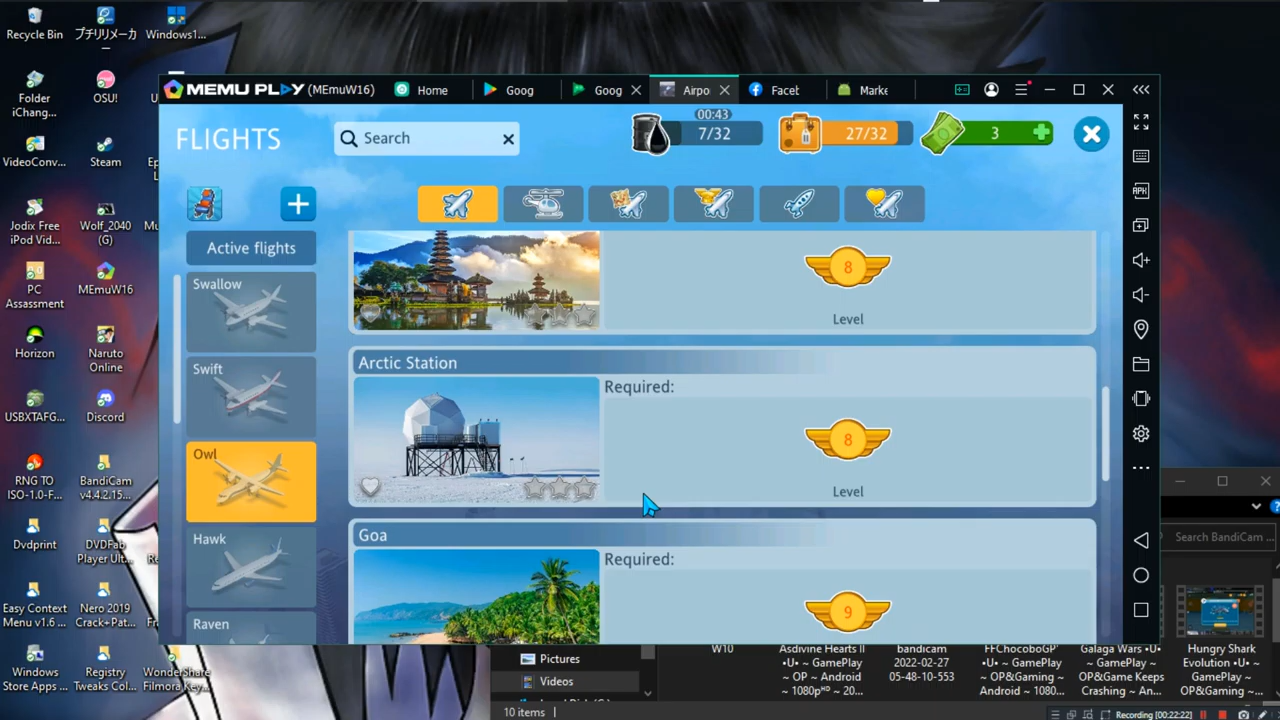 Recycle Bin
プチリリメーカ
ー
Windows1...
Folder
iChang...
OSU!
VideoConv...
Steam
Jodix Free
iPod Vid...
Wolf_2040
(G)
PC
Assassment
MEmuW16
Horizon
Naruto
Online
USBXTAFG...
Discord
RNG TO
ISO-1.0-F...
BandiCam
v4.4.2.15...
Dvdprint
DVDFab
Player Ult...
Easy Context
Menu v1.6 ...
Nero 2019
Crack+Pat...
Windows
Store Apps ...
Registry
Tweaks Col...
WonderShare
Filmora Key...
MEMU PLAY (MEmuW16)
Home
Goog
Goog
Airpo
Faceb
Marke
FLIGHTS
Search
00:43
7/32
27/32
3
Active flights
Swallow
Swift
Owl
Hawk
Raven
8
Level
Arctic Station
Required:
8
Level
Goa
Required:
9
APK
Search BandiCam ...
Pictures
Videos
10 items
W10
Asdivine Hearts II
•U• ~ GamePlay
~ OP ~ Android
~ 1080pᴴᴰ ~ 20...
bandicam
2022-02-27
05-48-10-553
FFChocoboGP'
•U• ~ GamePlay
~ OP&Gaming ~
Android ~ 1080...
Galaga Wars •U•
~ GamePlay ~
OP&Game Keeps
Crashing ~ An...
Hungry Shark
Evolution •U• ~
GamePlay ~
OP&Gaming ~...
Recording [00:22:22]